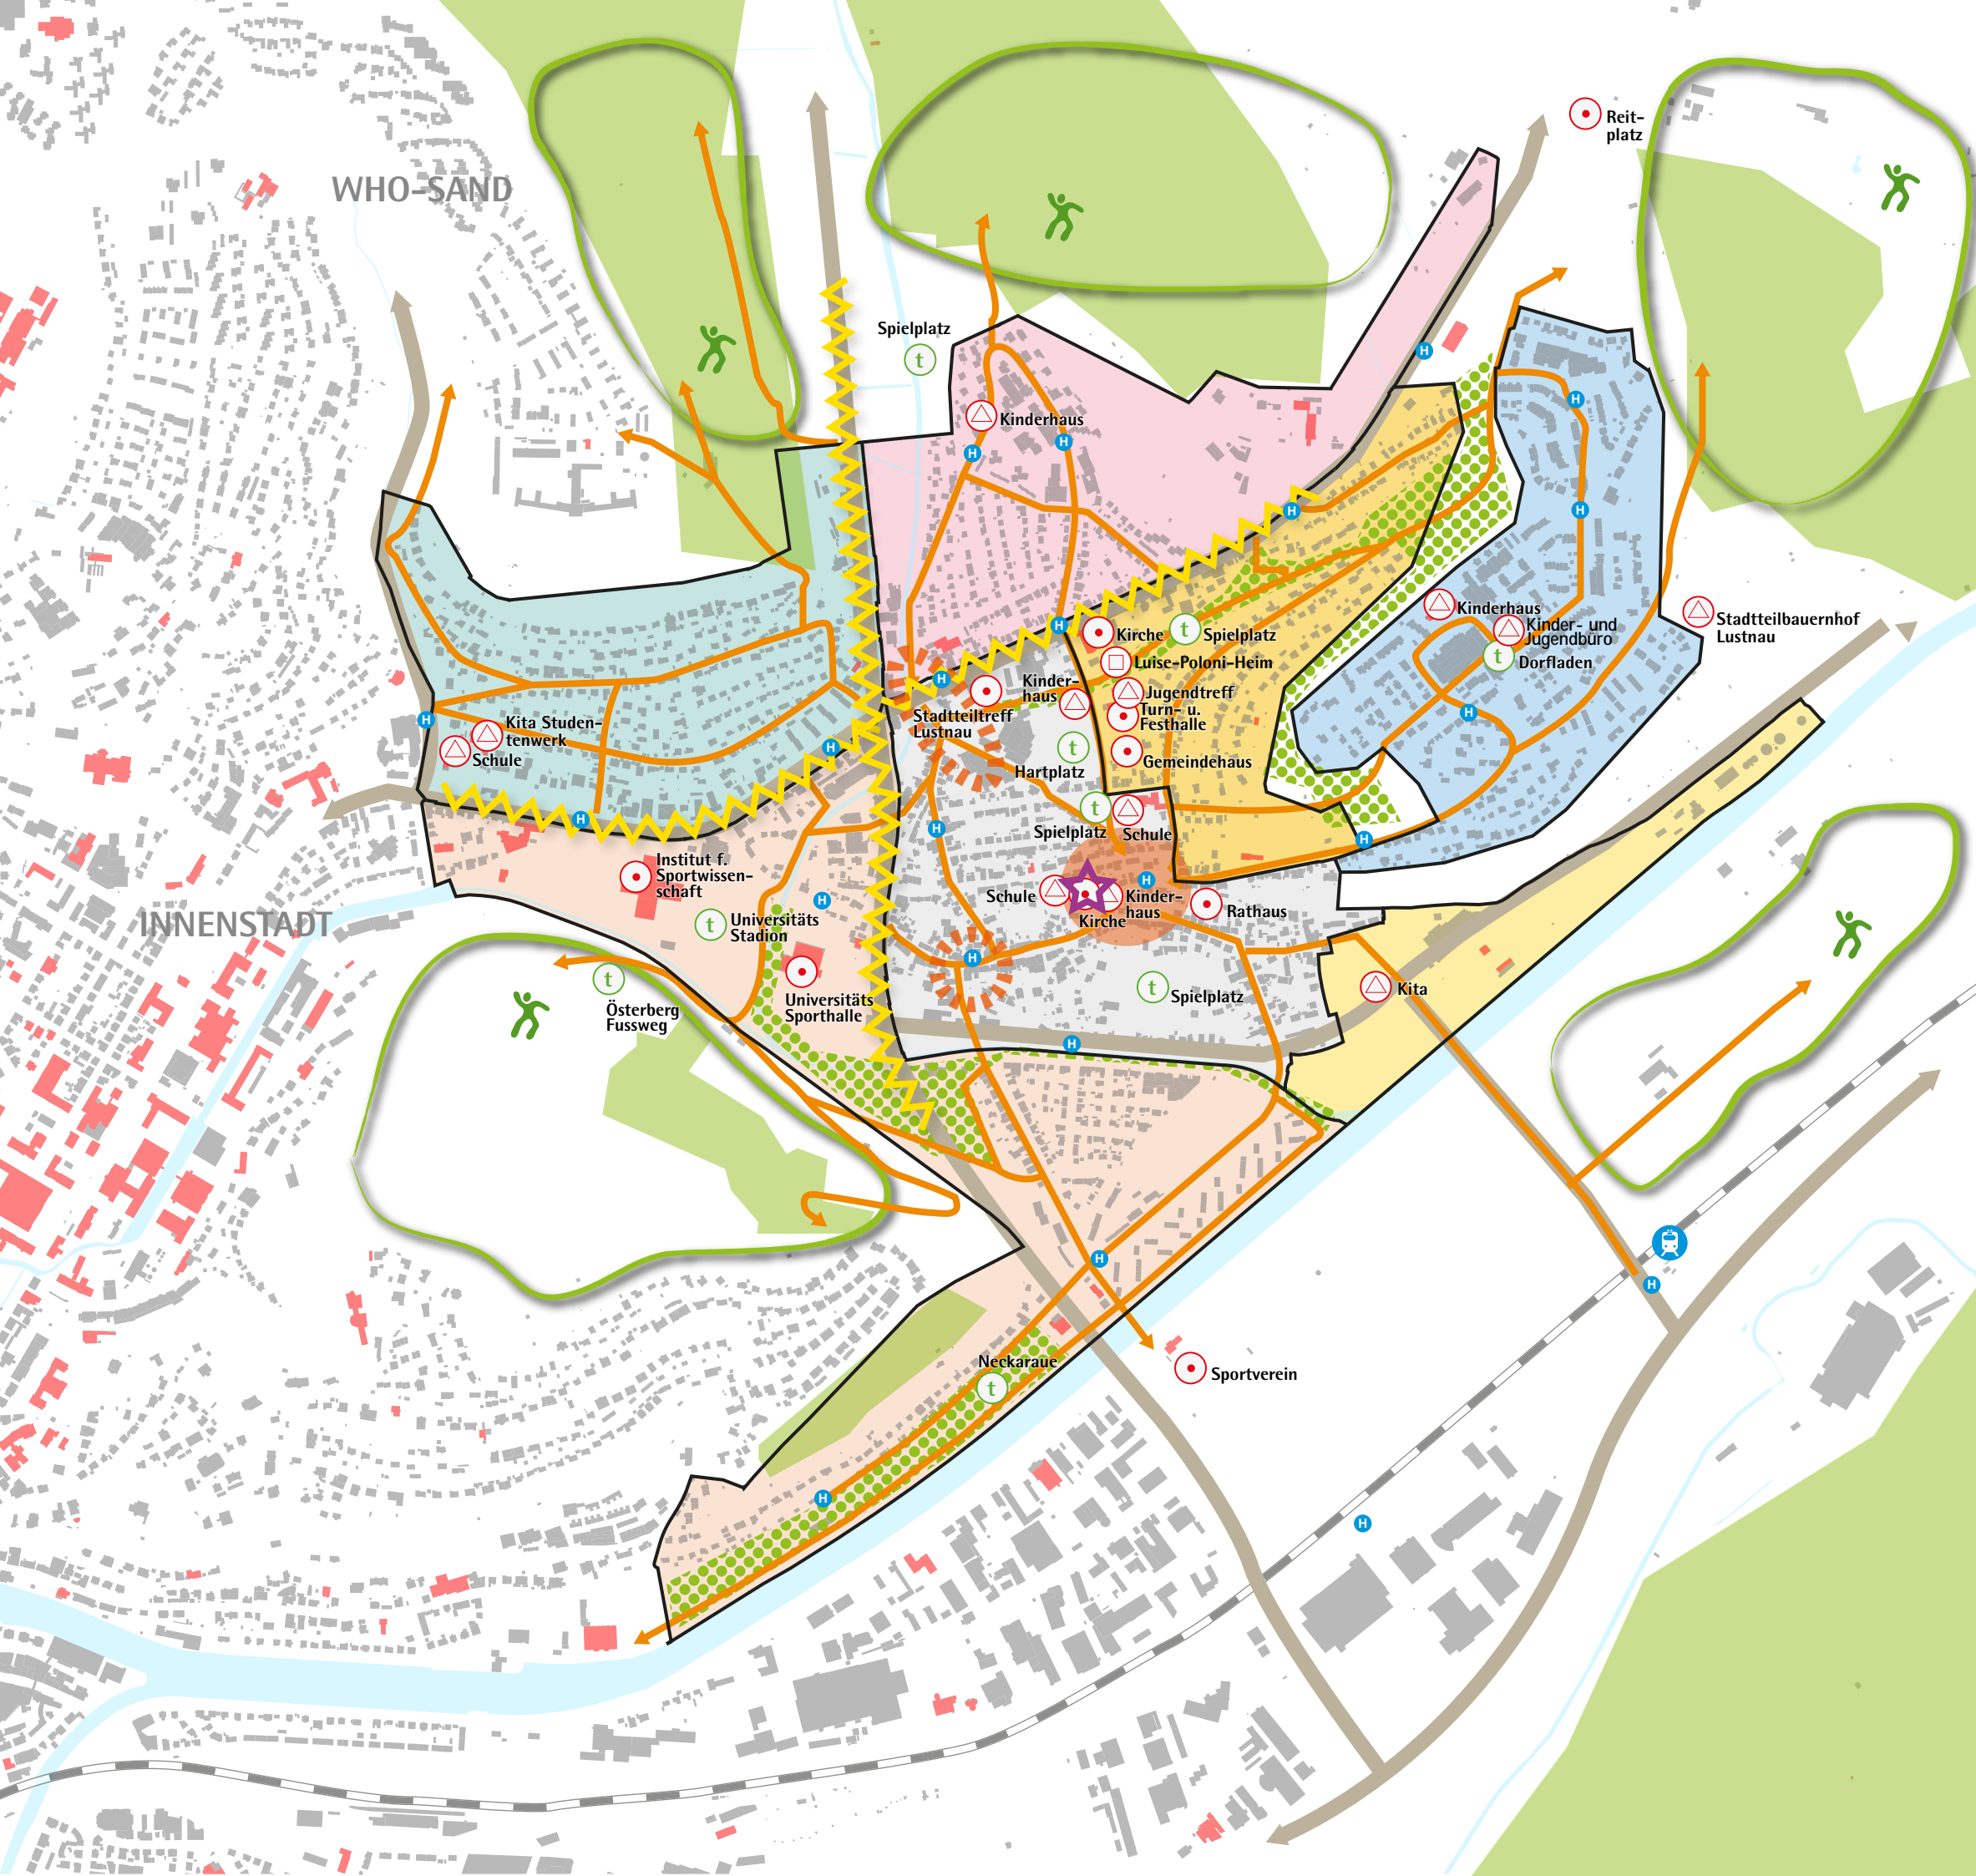 Reit-
platz
WHO-SAND
Spielplatz
t
Kinderhaus
H
H
H
H
H
H
Kinderhaus
Kinder- und
Jugendbüro
t
Dorfladen
Stadtteilbauernhof
Lustnau
H
Kirche
t
Spielplatz
Luise-Poloni-Heim
Kinder-
haus
Jugendtreff
Turn- u.
Festhalle
H
Stadtteiltreff
Lustnau
H
H
Kita Studen-
tenwerk
Schule
H
t
Hartplatz
Gemeindehaus
H
t
Spielplatz
Schule
H
H
Institut f.
Sportwissen-
schaft
H
Schule
Kirche
Kinder-
haus
H
Rathaus
INNENSTADT
t
Universitäts
Stadion
H
Universitäts
Sporthalle
t
Österberg
Fussweg
t
Spielplatz
Kita
H
H
H
Neckaraue
t
Sportverein
H
H